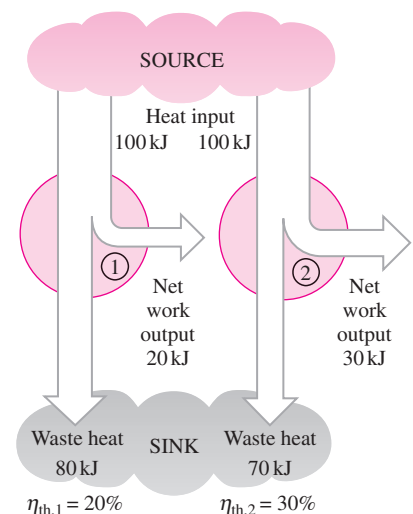 SOURCE
Heat input
100 kJ 100 kJ
1
2
Net
work
output
20 kJ
Net
work
output
30 kJ
Waste heat
80 kJ
SINK
Waste heat
70 kJ
ηth,1 = 20%
ηth,2 = 30%